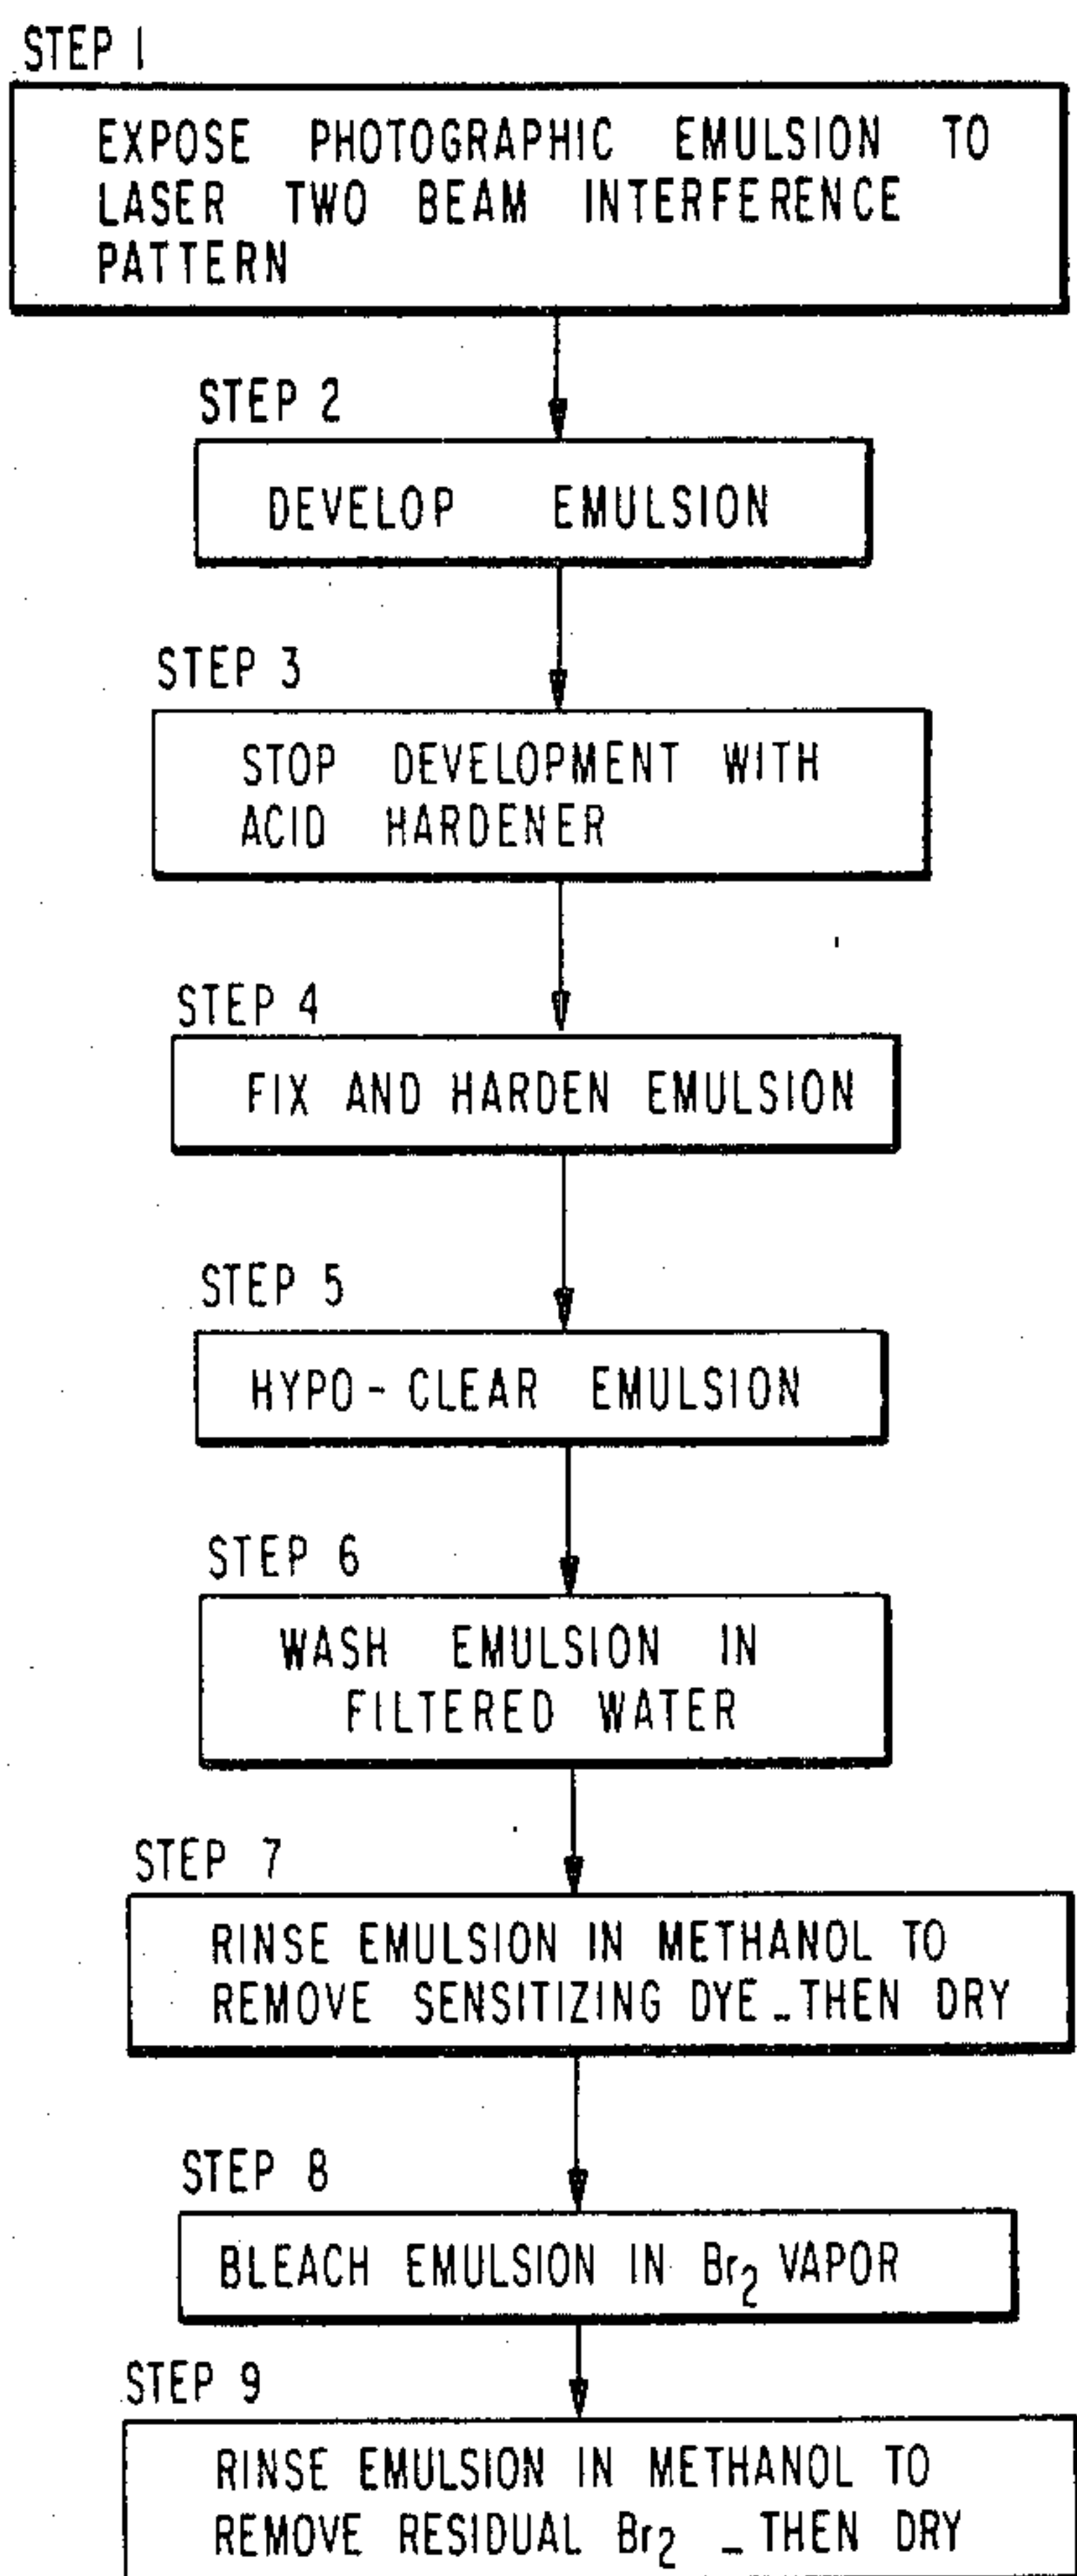 STEP 1
EXPOSE PHOTOGRAPHIC EMULSION TO
LASER TWO BEAM INTERFERENCE
PATTERN
STEP 2
DEVELOP EMULSION
STEP 3
STOP DEVELOPMENT WITH
ACID HARDENER
STEP 4
FIX AND HARDEN EMULSION
STEP 5
HYPO-CLEAR EMULSION
STEP 6
WASH EMULSION IN
FILTERED WATER
STEP 7
RINSE EMULSION IN METHANOL TO
REMOVE SENSITIZING DYE_THEN DRY
STEP 8
BLEACH EMULSION IN Br₂ VAPOR
STEP 9
RINSE EMULSION IN METHANOL TO
REMOVE RESIDUAL Br₂ _ THEN DRY